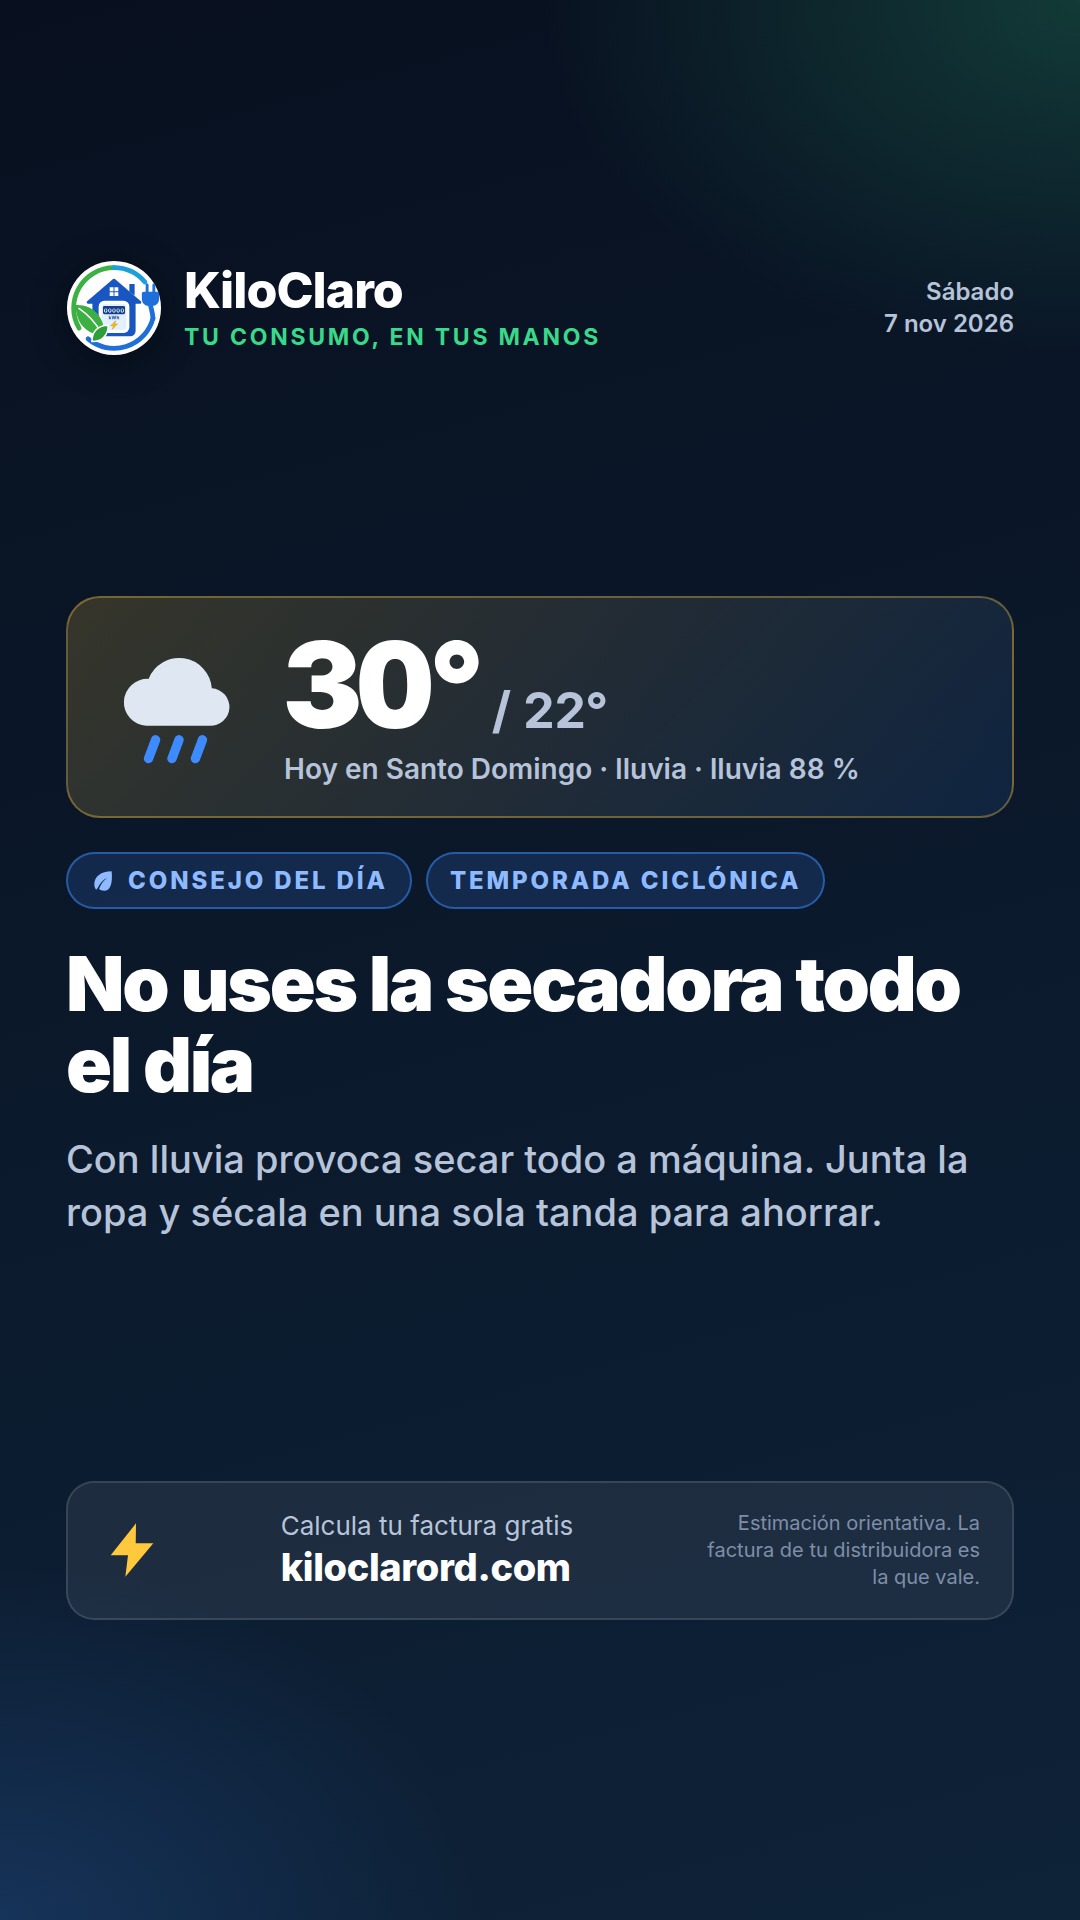 KiloClaro
TU CONSUMO, EN TUS MANOS
Sábado
7 nov 2026
00000
kWh
30° / 22°
Hoy en Santo Domingo · lluvia · lluvia 88 %
CONSEJO DEL DÍA
TEMPORADA CICLÓNICA
No uses la secadora todo
el día
Con lluvia provoca secar todo a máquina. Junta la
ropa y sécala en una sola tanda para ahorrar.
Calcula tu factura gratis
kiloclarord.com
Estimación orientativa. La
factura de tu distribuidora es
la que vale.